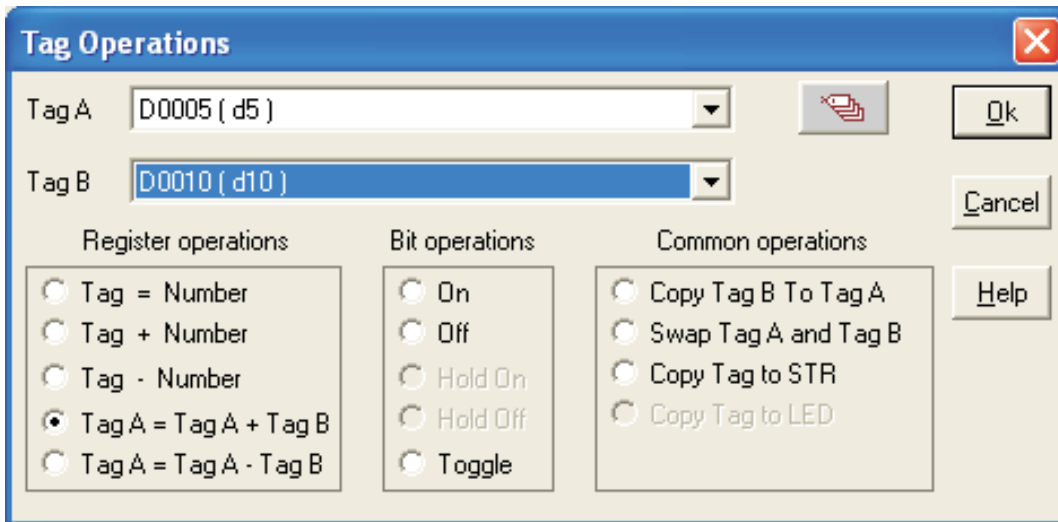 Tag Operations
Tag A D0005 ( d5 ) Ok
Tag B D0010 ( d10 ) Cancel
Register operations Bit operations Common operations
Tag = Number On Copy Tag B To Tag A Help
Tag + Number Off Swap Tag A and Tag B
Tag - Number Hold On Copy Tag to STR
Tag A = Tag A + Tag B Hold Off Copy Tag to LED
Tag A = Tag A - Tag B Toggle